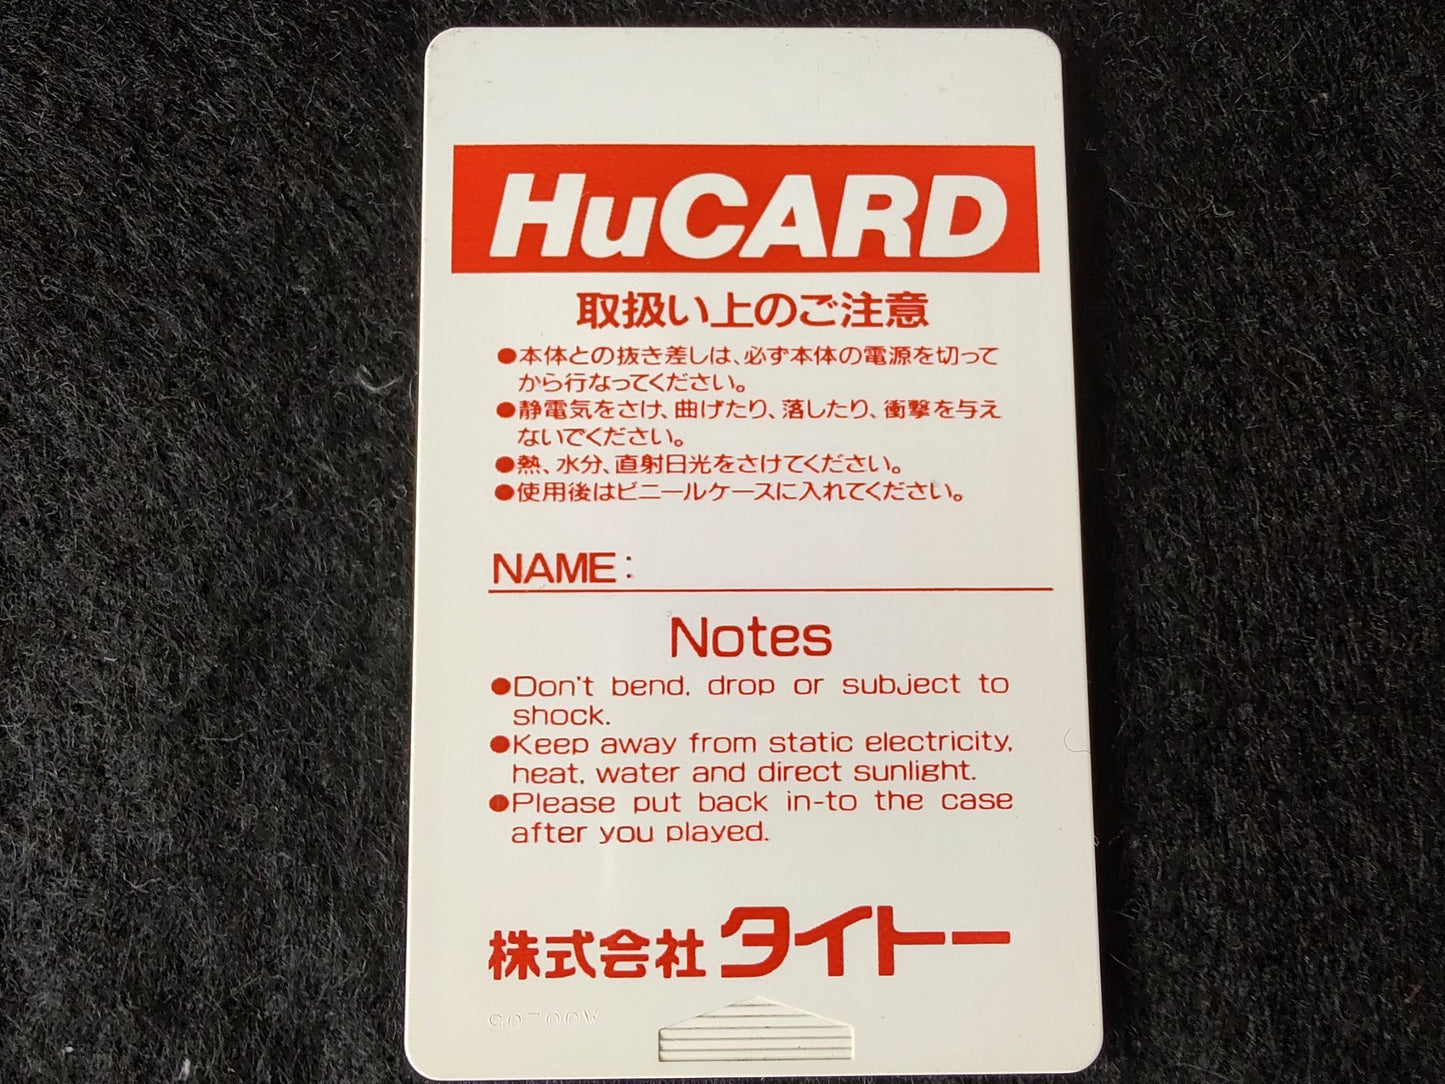 HuCARD
取扱い上のご注意
●本体との抜き差しは、必ず本体の電源を切って
から行なってください。
●静電気をさけ、曲げたり、落したり、衝撃を与え
ないでください。
●熱、水分、直射日光をさけてください。
●使用後はビニールケースに入れてください。
NAME:
Notes
●Don't bend, drop or subject to
shock.
●Keep away from static electricity,
heat, water and direct sunlight.
●Please put back in-to the case
after you played.
株式会社タイトー